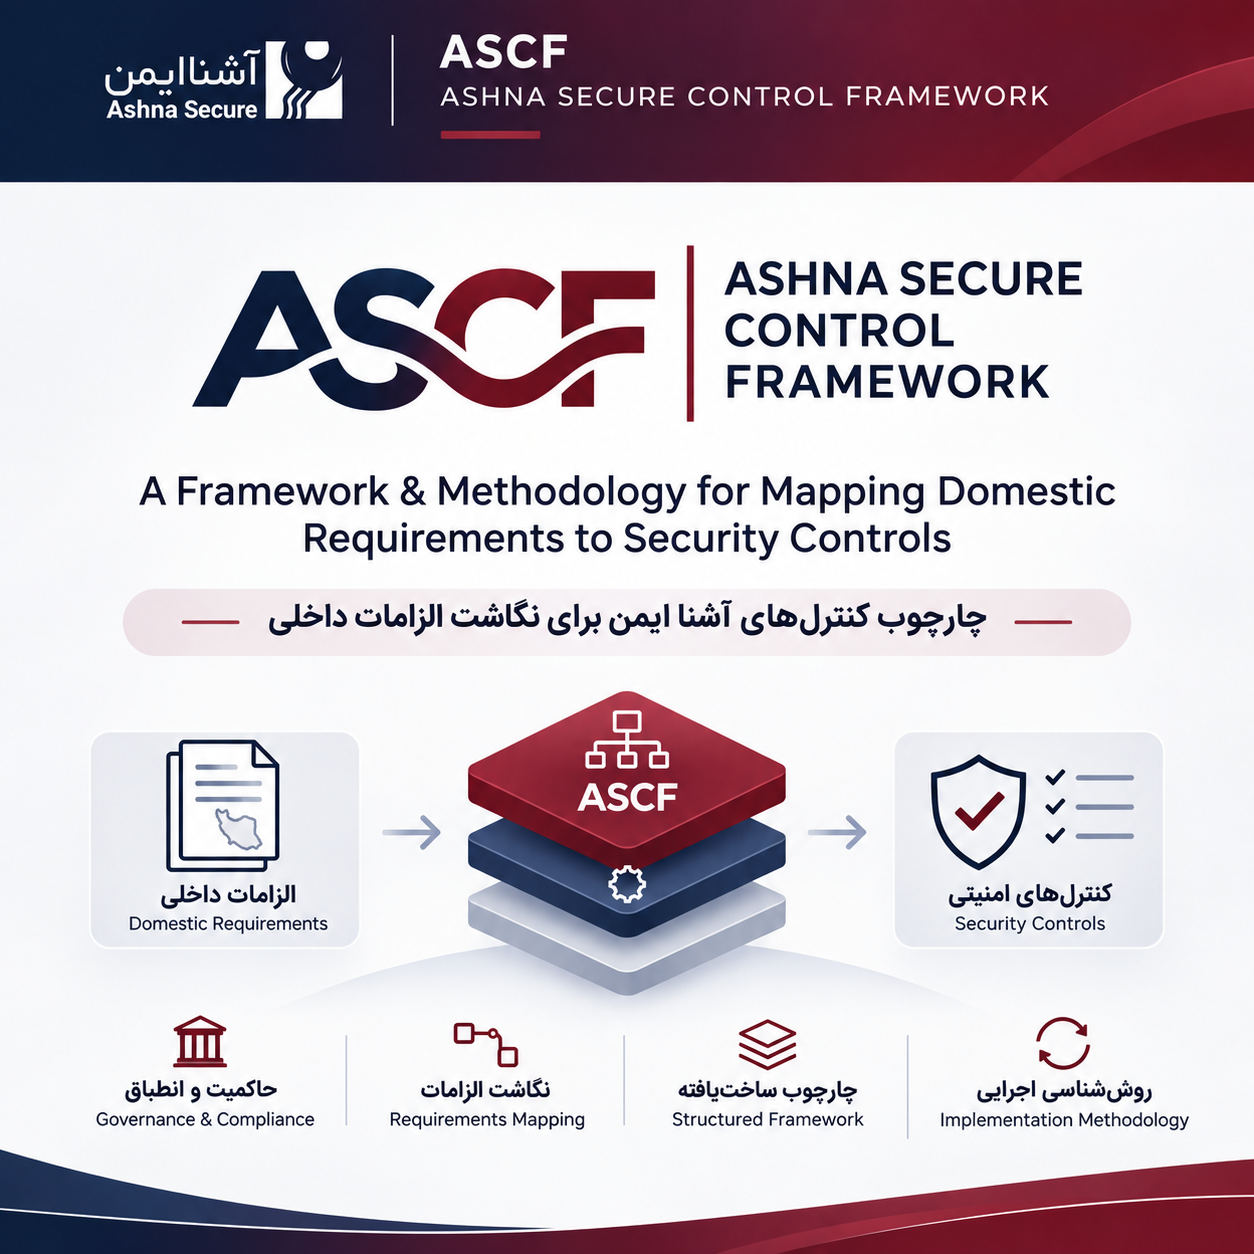 آشناایمن
Ashna Secure
ASCF
ASHNA SECURE CONTROL FRAMEWORK
ASCF
ASHNA SECURE
CONTROL
FRAMEWORK
A Framework & Methodology for Mapping Domestic
Requirements to Security Controls
چارچوب کنترل‌های آشنا ایمن برای نگاشت الزامات داخلی
الزامات داخلی
Domestic Requirements
ASCF
کنترل‌های امنیتی
Security Controls
حاکمیت و انطباق
Governance & Compliance
نگاشت الزامات
Requirements Mapping
چارچوب ساخت‌یافته
Structured Framework
روش‌شناسی اجرایی
Implementation Methodology